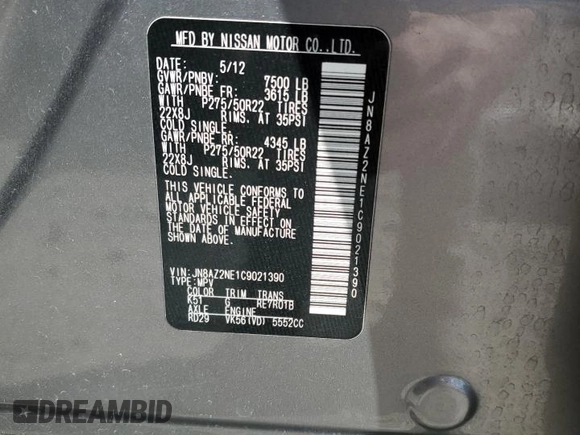 MFD BY NISSAN MOTOR CO.,LTD.
DATE: 5/12
GVWR/PNBV: 7500 LB
GAWR/PNBE FR: 3615 LB
WITH P275/50R22 TIRES
22X8J RIMS. AT 35PSI
COLD SINGLE.
GAWR/PNBE RR: 4345 LB
WITH P275/50R22 TIRES
22X8J RIMS. AT 35PSI
COLD SINGLE.
THIS VEHICLE CONFORMS TO
ALL APPLICABLE FEDERAL
MOTOR VEHICLE SAFETY
STANDARDS IN EFFECT ON
THE DATE OF MANUFACTURE
SHOWN ABOVE.
VIN: JN8AZ2NE1C9021390
TYPE: MPV
COLOR TRIM TRANS
K51 G RE7R01B
AXLE ENGINE
RD29 VK56(VD) 5552CC
JN8AZ2NE1C9021390
DREAMBID